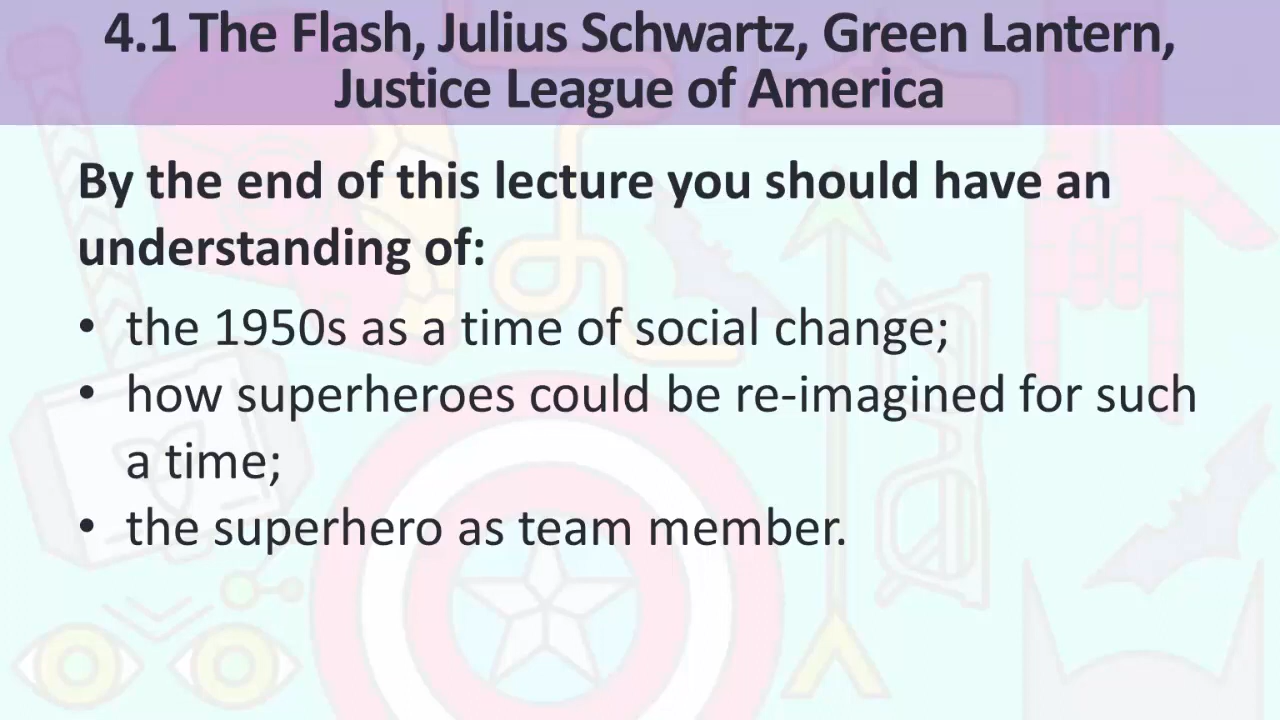 4.1 The Flash, Julius Schwartz, Green Lantern,
Justice League of America
By the end of this lecture you should have an
understanding of:
• the 1950s as a time of social change;
• how superheroes could be re-imagined for such
a time;
• the superhero as team member.